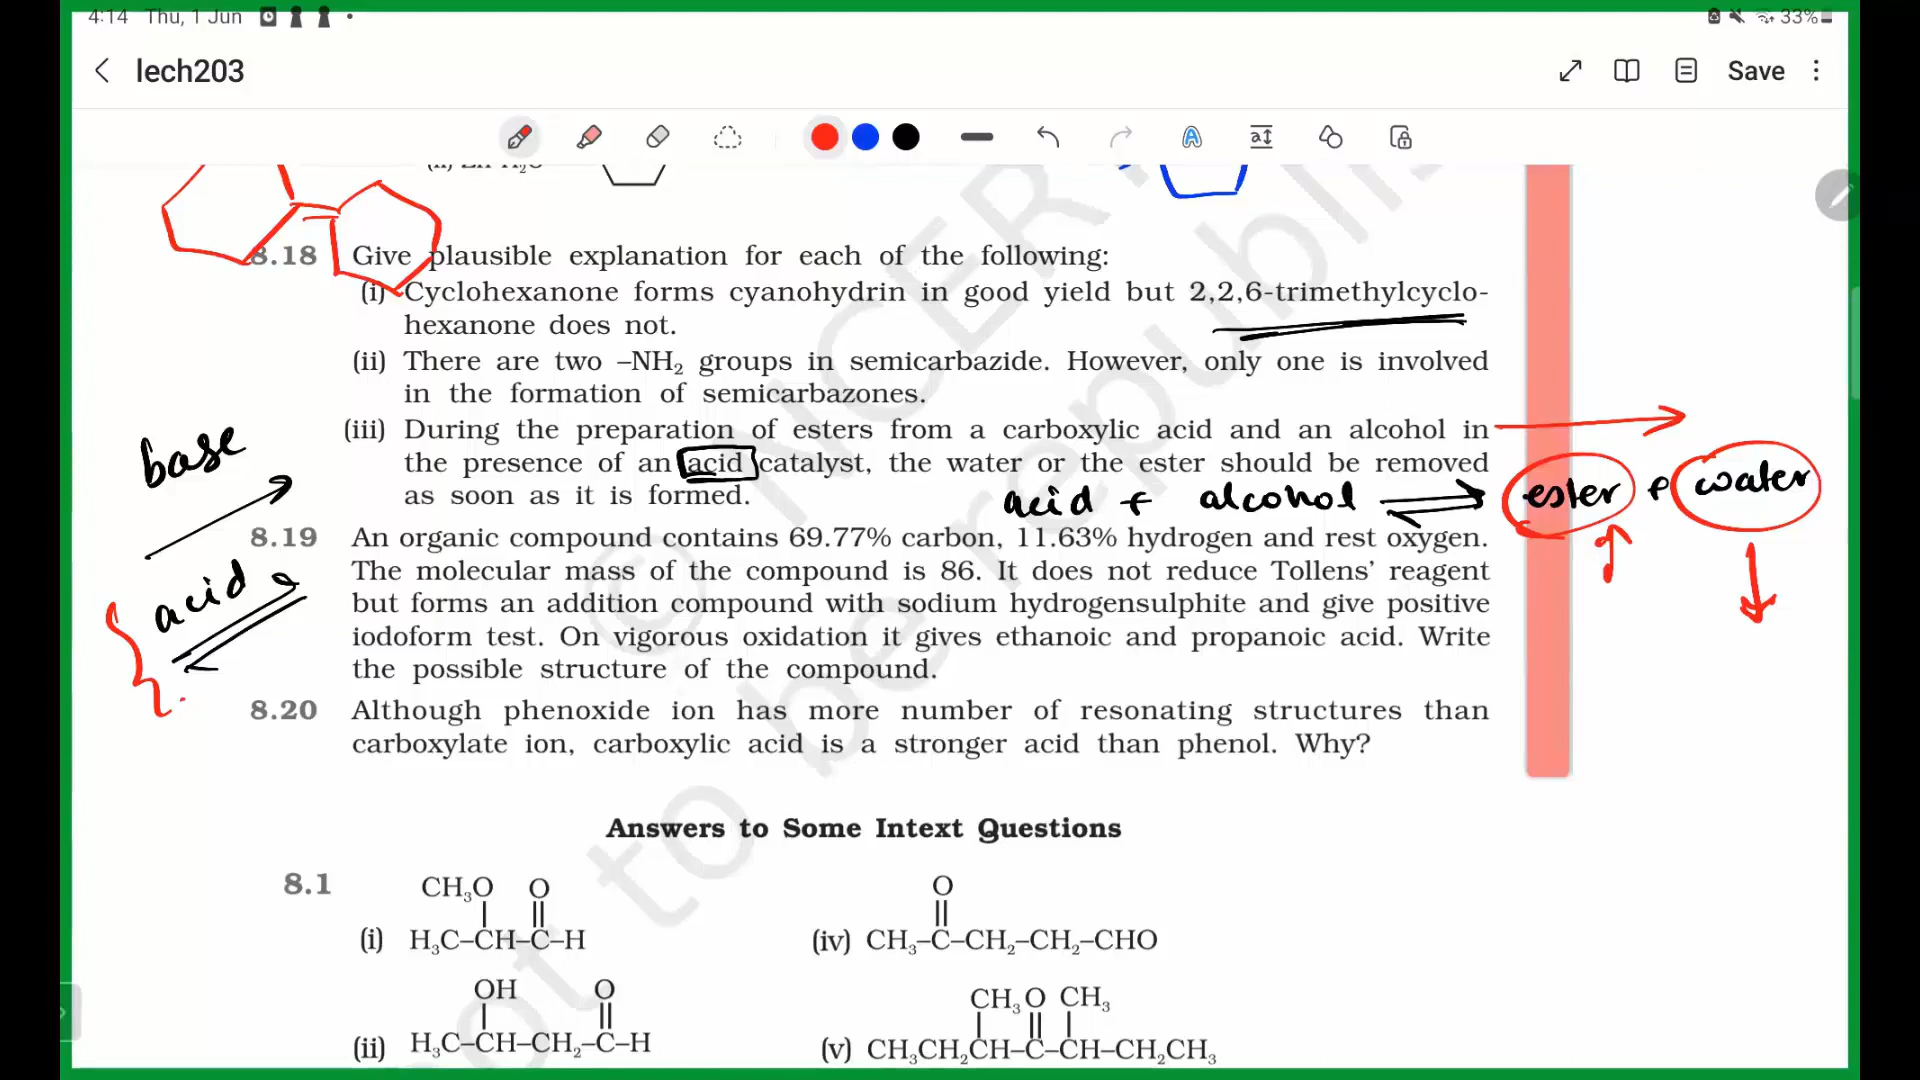 4:14 Thu, 1 Jun
33%
lech203
Save
8.18 Give plausible explanation for each of the following:
(i) Cyclohexanone forms cyanohydrin in good yield but 2,2,6-trimethylcyclo-
hexanone does not.
(ii) There are two –NH₂ groups in semicarbazide. However, only one is involved
in the formation of semicarbazones.
(iii) During the preparation of esters from a carboxylic acid and an alcohol in
the presence of an acid catalyst, the water or the ester should be removed
as soon as it is formed.
base
acid
acid + alcohol ⇌ ester + water
8.19 An organic compound contains 69.77% carbon, 11.63% hydrogen and rest oxygen.
The molecular mass of the compound is 86. It does not reduce Tollens’ reagent
but forms an addition compound with sodium hydrogensulphite and give positive
iodoform test. On vigorous oxidation it gives ethanoic and propanoic acid. Write
the possible structure of the compound.
8.20 Although phenoxide ion has more number of resonating structures than
carboxylate ion, carboxylic acid is a stronger acid than phenol. Why?
Answers to Some Intext Questions
8.1
CH₃O O
(i) H₃C–CH–C–H
O
(iv) CH₃–C–CH₂–CH₂–CHO
OH O
(ii) H₃C–CH–CH₂–C–H
CH₃ O CH₃
(v) CH₃CH₂CH–C–CH–CH₂CH₃
© NCERT
not to be republis